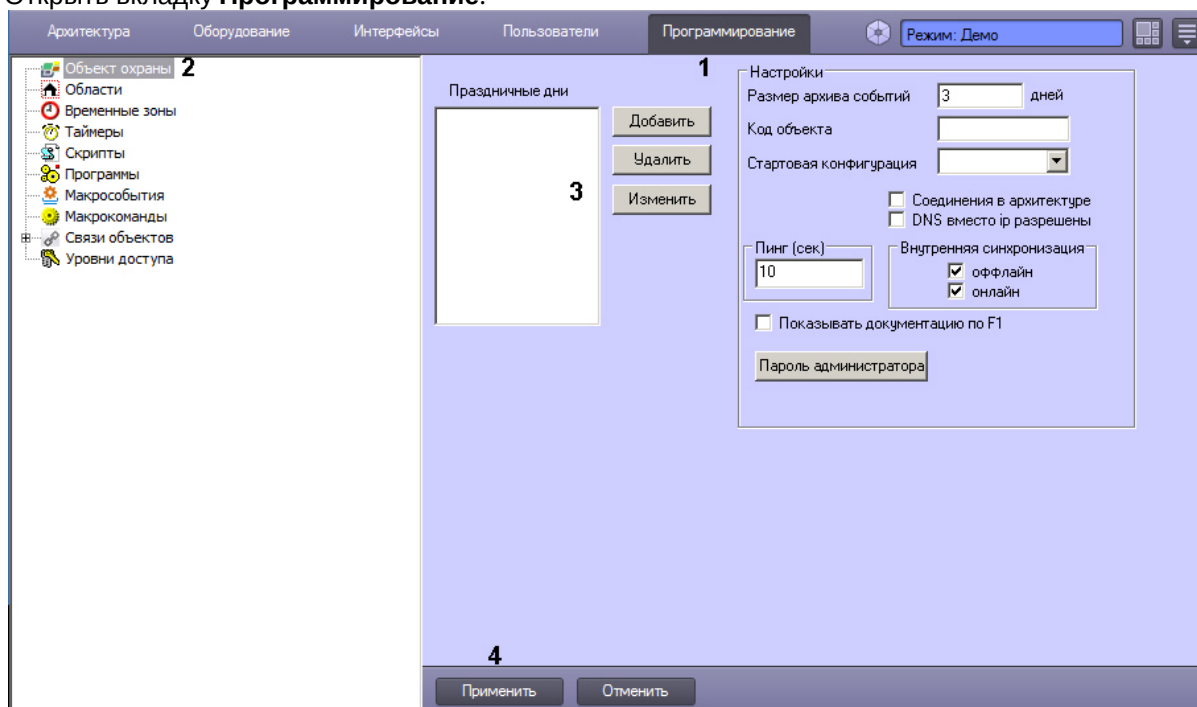 Открыть вкладку Программирование.
Архитектура Оборудование Интерфейсы Пользователи Программирование Режим: Демо
Объект охраны 2
Области
Временные зоны
Таймеры
Скрипты
Программы
Макрособытия
Макрокоманды
Связи объектов
Уровни доступа
1
Праздничные дни
Добавить
Удалить
3
Изменить
Настройки
Размер архива событий 3 дней
Код объекта
Стартовая конфигурация
Соединения в архитектуре
DNS вместо ip разрешены
Пинг (сек)
10
Внутренняя синхронизация
оффлайн
онлайн
Показывать документацию по F1
Пароль администратора
4
Применить Отменить